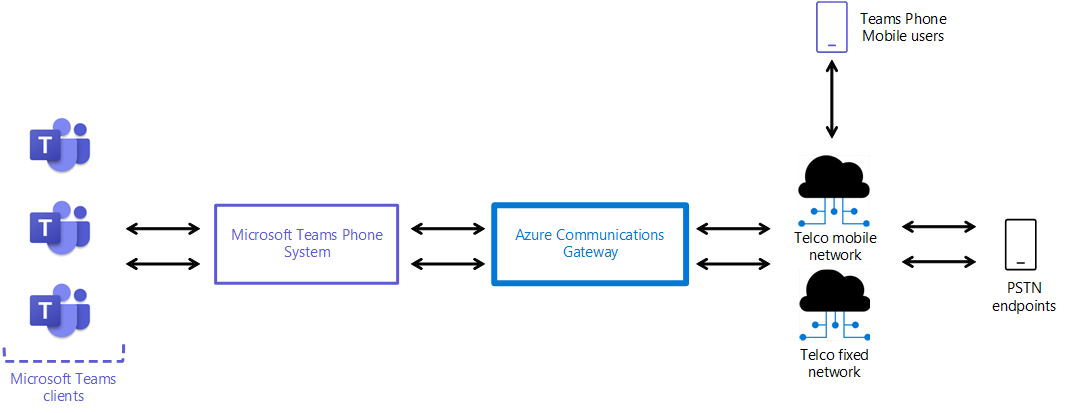 Teams Phone
Mobile users
T
T
T
Microsoft Teams Phone
System
Azure Communications
Gateway
Telco mobile
network
PSTN
endpoints
Telco fixed
network
Microsoft Teams
clients